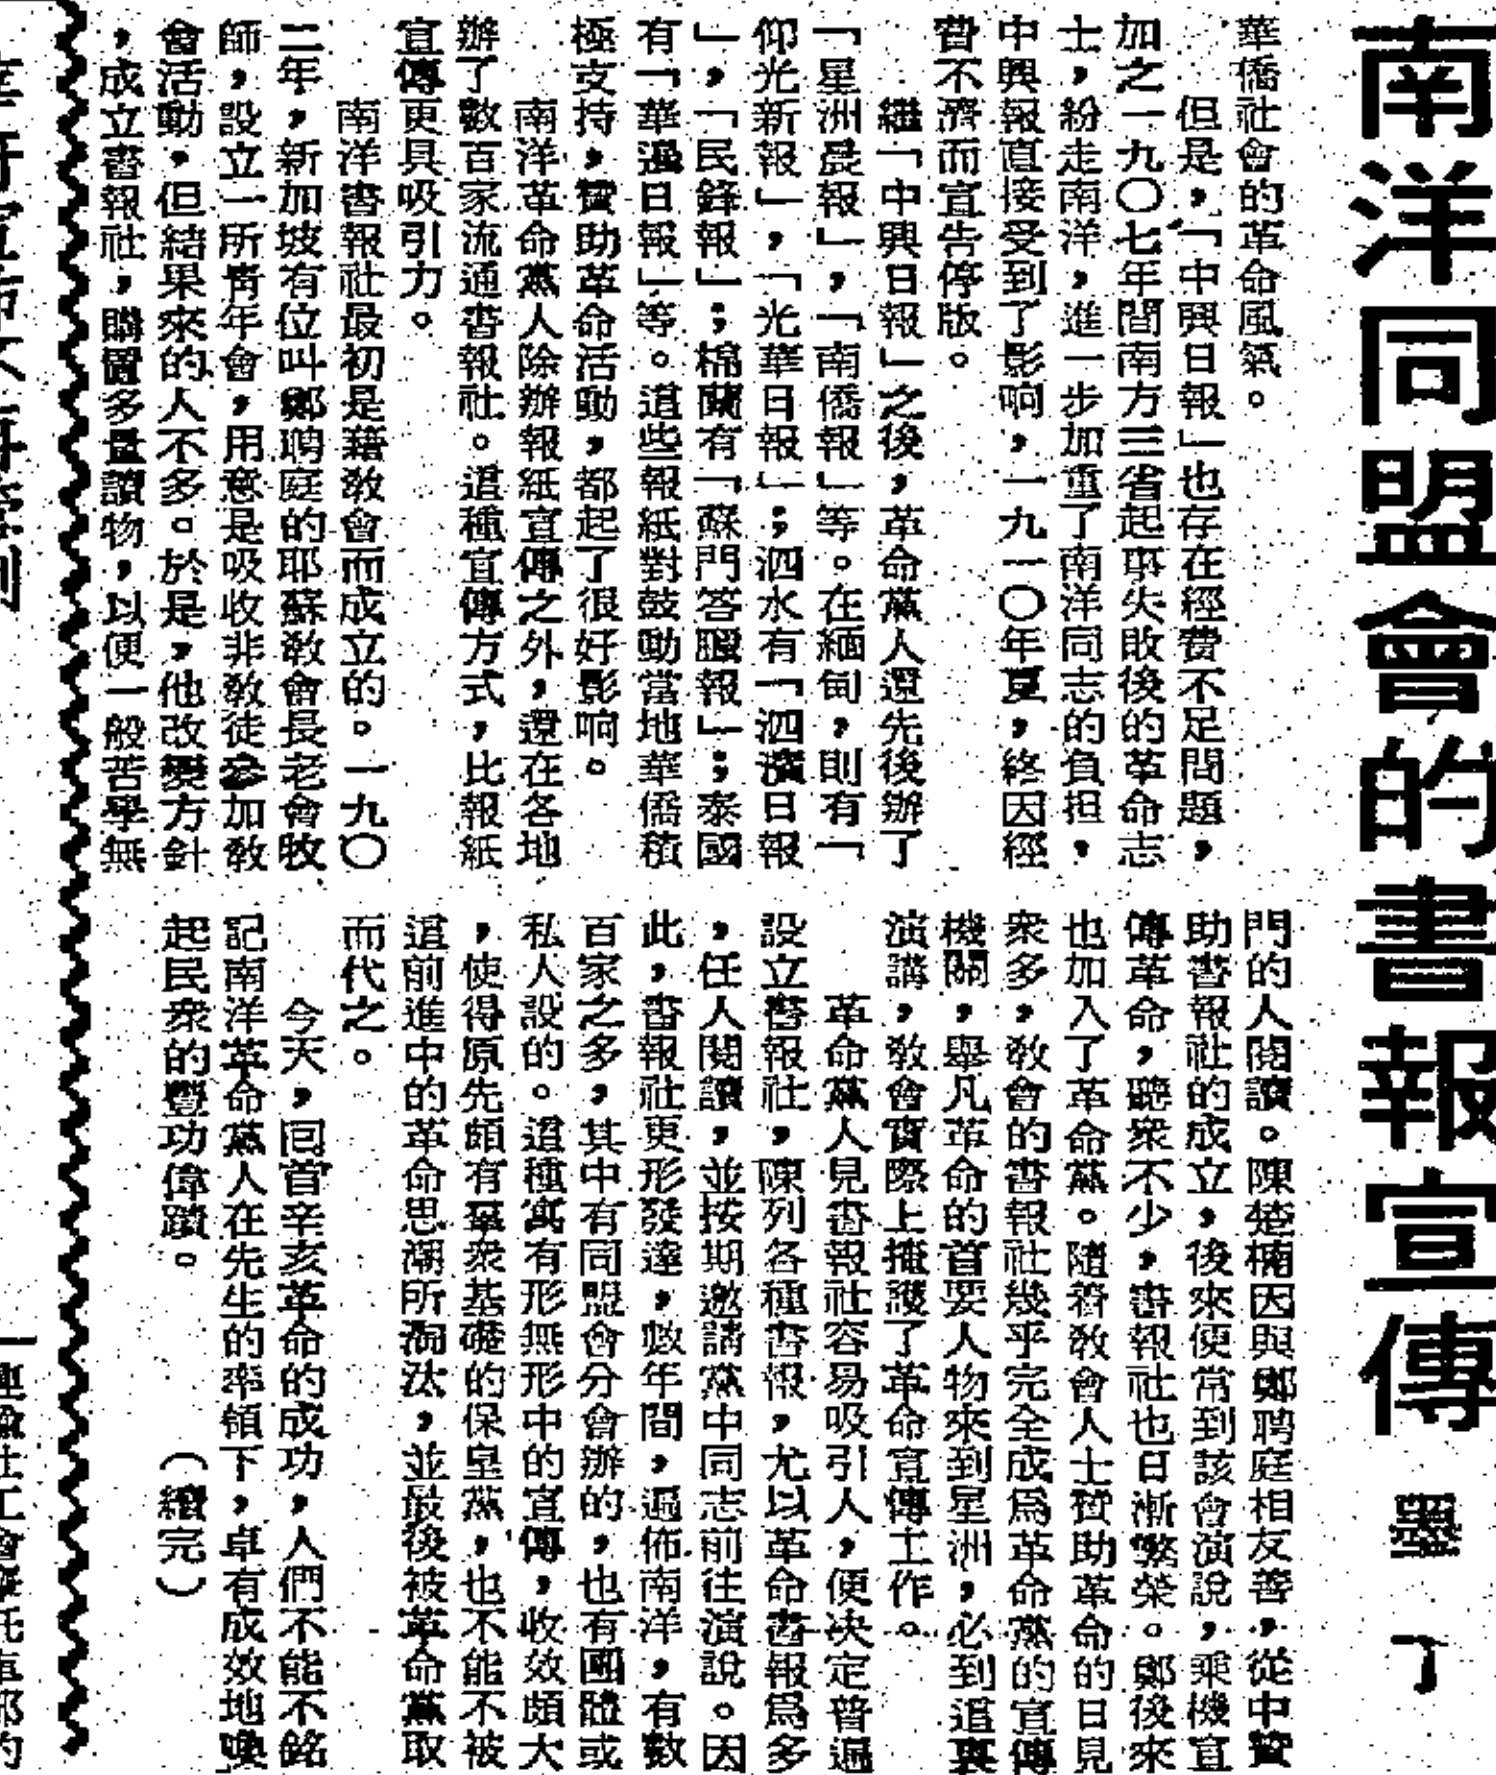 南洋同盟會的書報宣傳
墨丁
華僑社會的革命風氣。
但是，「中興日報」也存在經費不足問題，
加之一九〇七年間南方三省起事失敗後的革命志
士，紛走南洋，進一步加重了南洋同志的負担，
中興報直接受到了影响，一九一〇年夏，終因經
費不濟而宣告停版。
繼「中興日報」之後，革命黨人還先後辦了
「星洲晨報」，「南僑報」等。在緬甸，則有「
仰光新報」，「光華日報」；泗水有「泗濱日報
」，「民鋒報」；棉蘭有「蘇門答臘報」；泰國
有「華暹日報」等。這些報紙對鼓動當地華僑積
極支持，贊助革命活動，都起了很好影响。
南洋革命黨人除辦報紙宣傳之外，還在各地
辦了數百家流通書報社。這種宣傳方式，比報紙
宣傳更具吸引力。
南洋書報社最初是藉敎會而成立的。一九〇
二年，新加坡有位叫鄭聘庭的耶蘇敎會長老會牧
師，設立一所靑年會，用意是吸收非敎徒參加敎
會活動，但結果來的人不多。於是，他改變方針
，成立書報社，購置多量讀物，以便一般苦學無
門的人閱讀。陳楚楠因與鄭聘庭相友善，從中贊
助書報社的成立，後來便常到該會演說，乘機宣
傳革命，聽衆不少，書報社也日漸繁榮。鄭後來
也加入了革命黨。隨着敎會人士贊助革命的日見
衆多，敎會的書報社幾乎完全成爲革命黨的宣傳
機關，舉凡革命的首要人物來到星洲，必到這裏
演講，敎會實際上掩護了革命宣傳工作。
革命黨人見書報社容易吸引人，便决定普遍
設立書報社，陳列各種書報，尤以革命書報爲多
，任人閱讀，並按期邀請黨中同志前往演說。因
此，書報社更形發達，數年間，遍佈南洋，有數
百家之多，其中有同盟會分會辦的，也有團體或
私人設的。這種寓有形無形中的宣傳，收效頗大
，使得原先頗有羣衆基礎的保皇黨，也不能不被
這前進中的革命思潮所淘汰，並最後被革命黨取
而代之。
今天，回首辛亥革命的成功，人們不能不銘
記南洋革命黨人在先生的率領下，卓有成效地喚
起民衆的豐功偉蹟。
（續完）